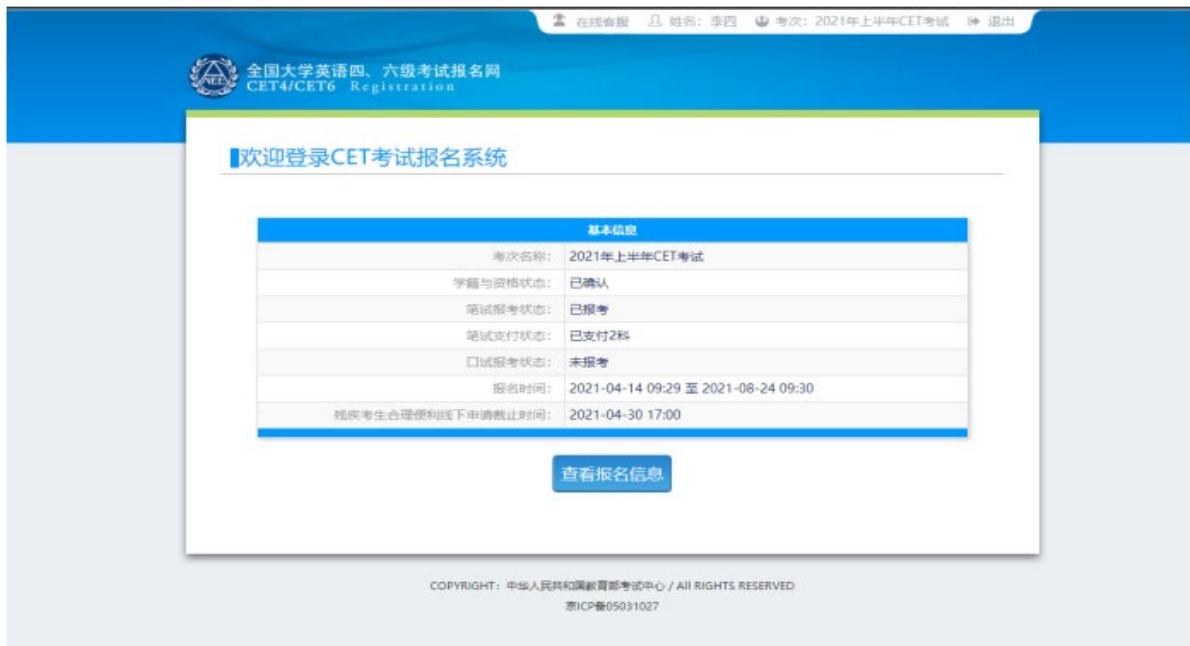 在线客服 姓名：李四 考次：2021年上半年CET考试 退出
全国大学英语四、六级考试报名网
CET4/CET6 Registration
欢迎登录CET考试报名系统
基本信息
考次名称： 2021年上半年CET考试
学籍与资格状态： 已确认
笔试报考状态： 已报考
笔试支付状态： 已支付2科
口试报考状态： 未报考
报名时间： 2021-04-14 09:29 至 2021-08-24 09:30
残疾考生合理便利线下申请截止时间： 2021-04-30 17:00
查看报名信息
COPYRIGHT：中华人民共和国教育部考试中心 / All RIGHTS RESERVED
京ICP备05031027